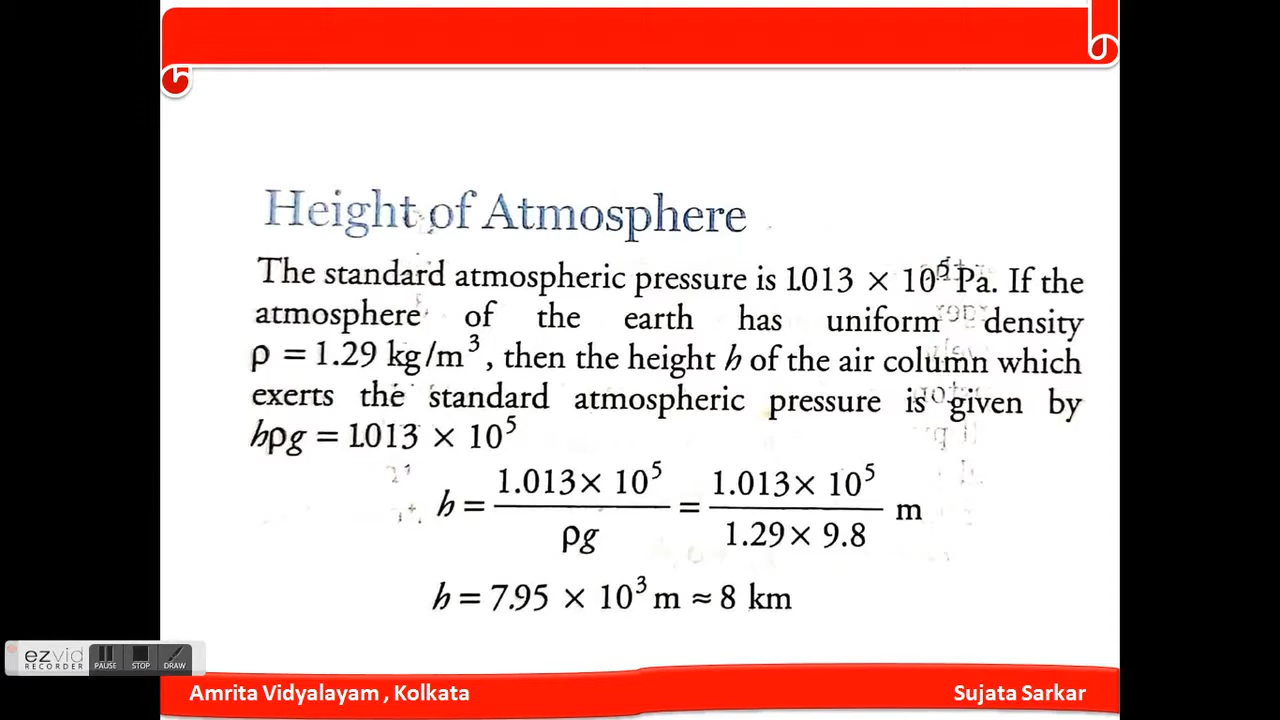 Height of Atmosphere
The standard atmospheric pressure is 1.013 × 10⁵ Pa. If the
atmosphere of the earth has uniform density
ρ = 1.29 kg/m³, then the height h of the air column which
exerts the standard atmospheric pressure is given by
hρg = 1.013 × 10⁵
h = 1.013 × 10⁵ / ρg = 1.013 × 10⁵ / 1.29 × 9.8 m
h = 7.95 × 10³ m ≈ 8 km
ezvid
RECORDER
PAUSE STOP DRAW
Amrita Vidyalayam , Kolkata
Sujata Sarkar